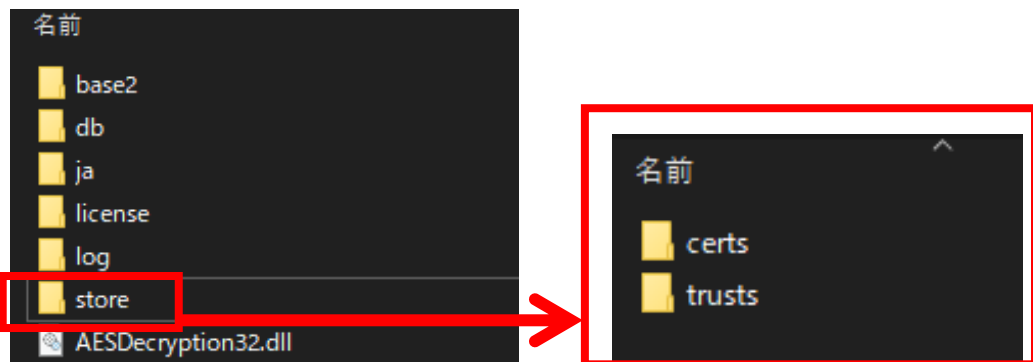 名前
base2
db
ja
license
log
store
AESDecryption32.dll
名前
certs
trusts